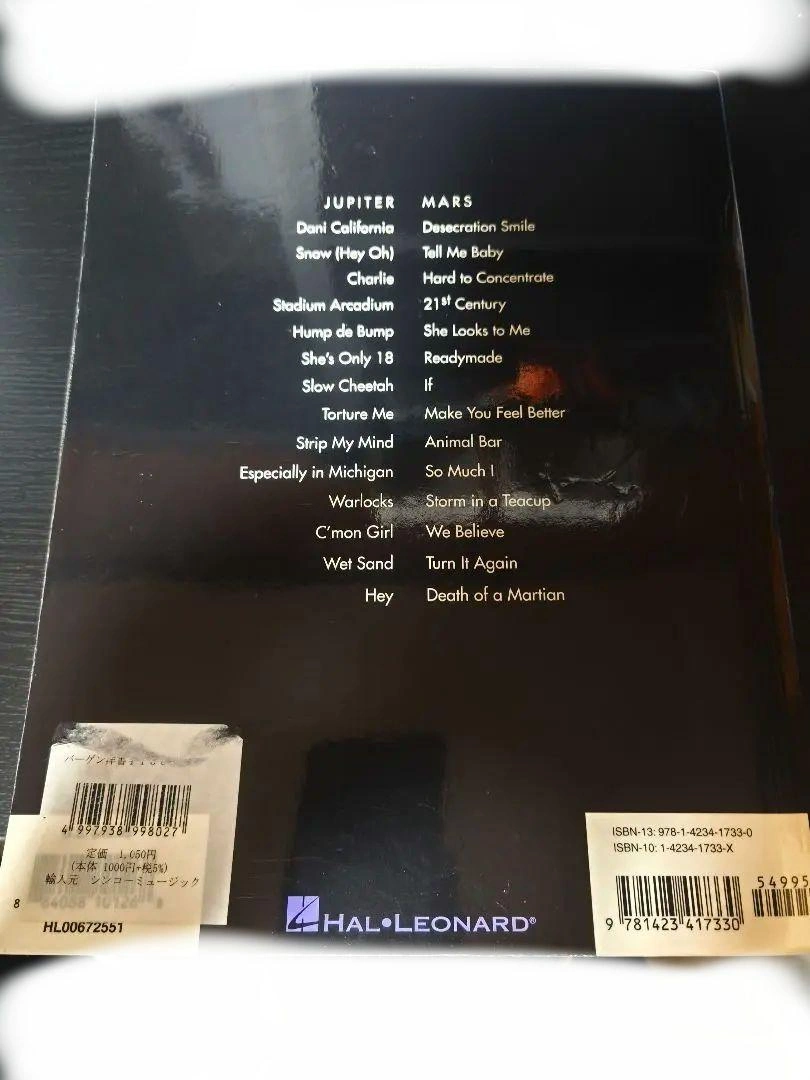 JUPITER MARS
Dani California Desecration Smile
Snow (Hey Oh) Tell Me Baby
Charlie Hard to Concentrate
Stadium Arcadium 21st Century
Hump de Bump She Looks to Me
She's Only 18 Readymade
Slow Cheetah If
Torture Me Make You Feel Better
Strip My Mind Animal Bar
Especially in Michigan So Much I
Warlocks Storm in a Teacup
C'mon Girl We Believe
Wet Sand Turn It Again
Hey Death of a Martian
4 997938 998027
定価 1,050円
(本体 1000円+税5%)
輸入元 シンコーミュージック
8
HL00672551
HAL•LEONARD®
ISBN-13: 978-1-4234-1733-0
ISBN-10: 1-4234-1733-X
54995
9 781423 417330